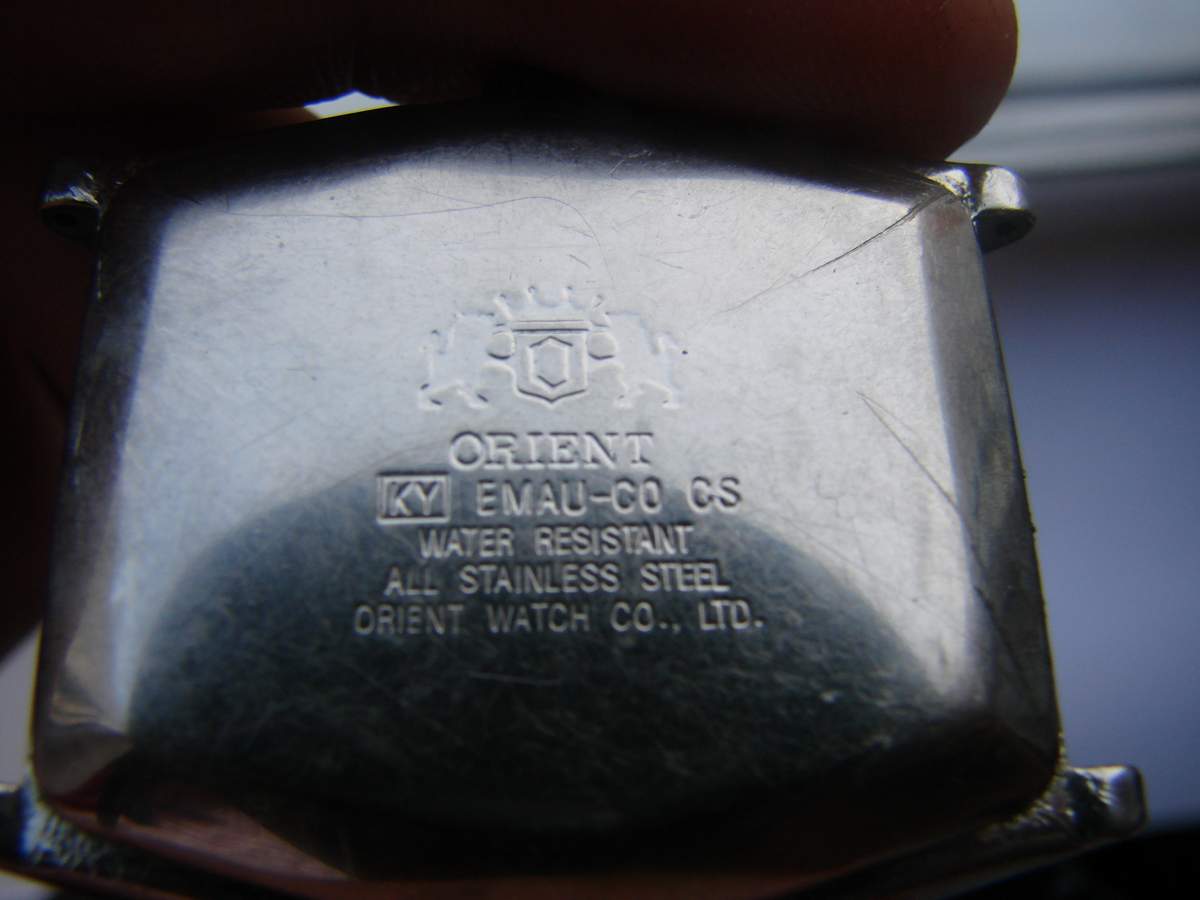 ORIENT
KY EMAU-C0 CS
WATER RESISTANT
ALL STAINLESS STEEL
ORIENT WATCH CO., LTD.